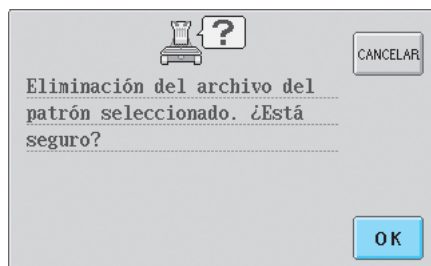 ?
CANCELAR
Eliminación del archivo del
patrón seleccionado. ¿Está
seguro?
OK